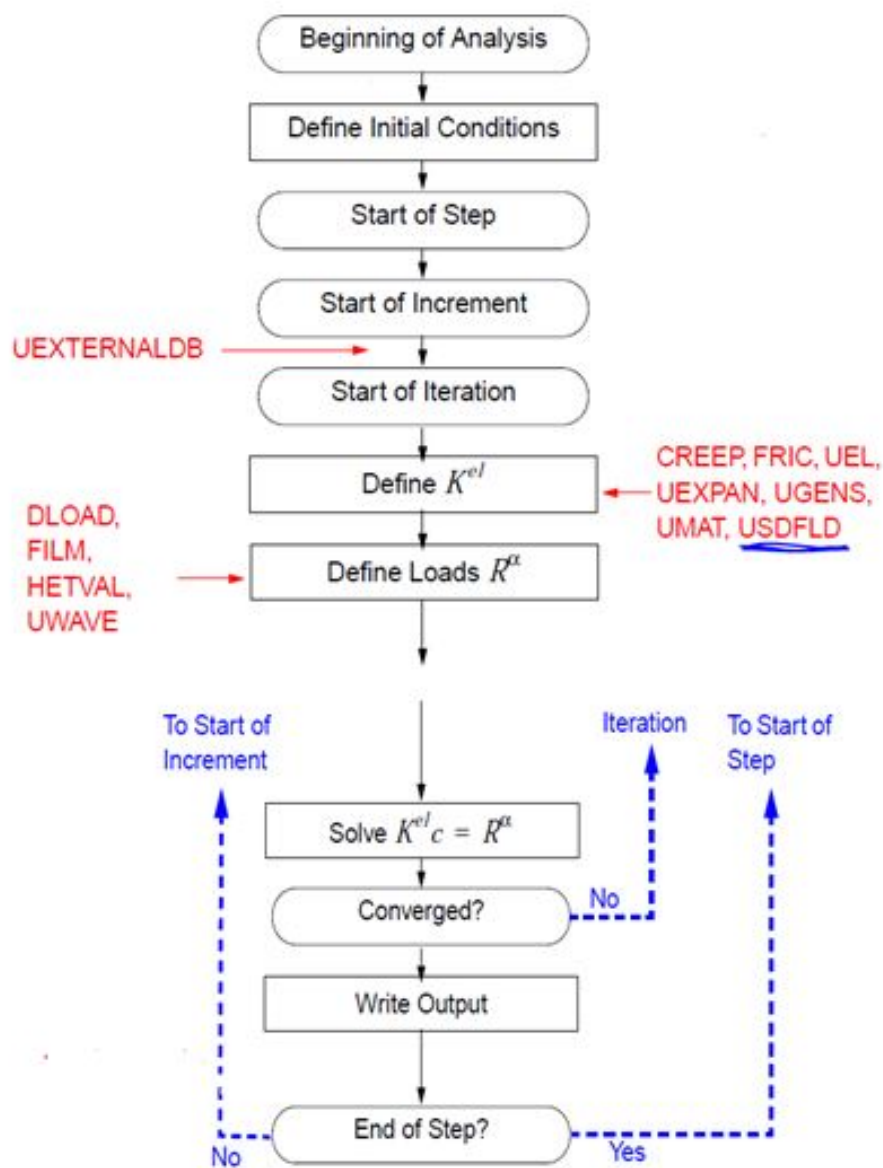 Beginning of Analysis
Define Initial Conditions
Start of Step
Start of Increment
UEXTERNALDB
Start of Iteration
Define K^el
CREEP, FRIC, UEL,
UEXPAN, UGENS,
UMAT, USDFLD
DLOAD,
FILM,
HETVAL,
UWAVE
Define Loads R^α
To Start of
Increment
Iteration
To Start of
Step
Solve K^el c = R^α
Converged?
No
Write Output
End of Step?
No
Yes